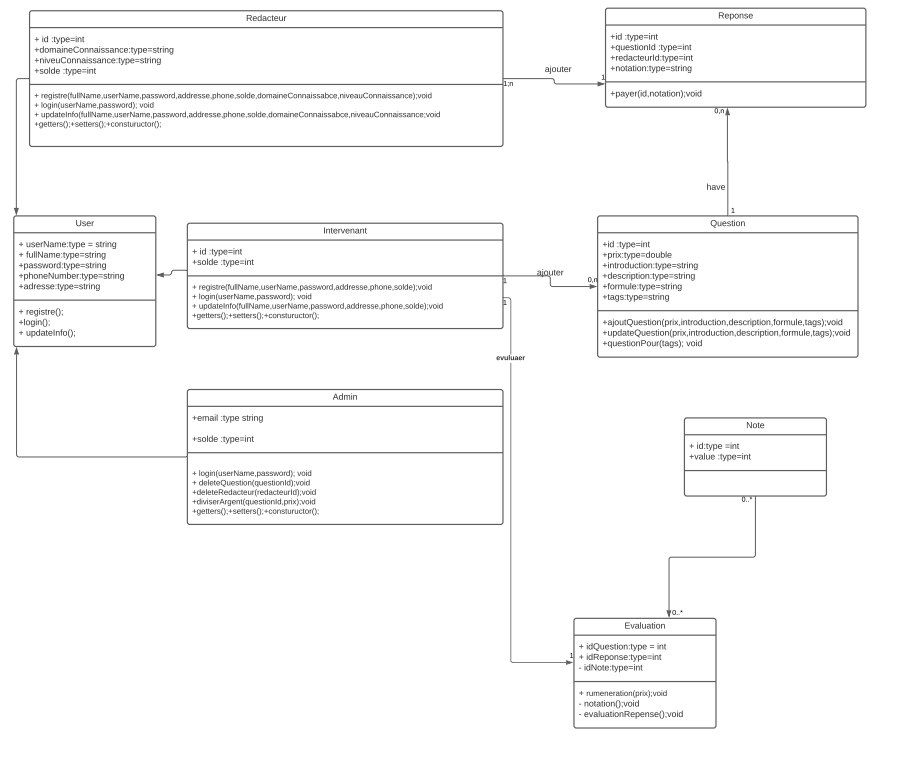 Redacteur
+ id :type=int
+domaineConnaissance:type=string
+niveuConnaissance:type=string
+solde :type=int
+ registre(fullName,userName,password,addresse,phone,solde,domaineConnaissabce,niveauConnaissance);void
+ login(userName,password); void
+ updateInfo(fullName,userName,password,addresse,phone,solde,domaineConnaissabce,niveauConnaissance;void
+getters();+setters();+constuructor();
1;n
ajouter
1
Reponse
+id :type=int
+questionId :type=int
+redacteurId:type=int
+notation:type=string
+payer(id,notation);void
0,n
have
1
User
+ userName:type = string
+ fullName:type=string
+password:type=string
+phoneNumber:type=string
+adresse:type=string
+ registre();
+login();
+ updateInfo();
Intervenant
+ id :type=int
+solde :type=int
+ registre(fullName,userName,password,addresse,phone,solde);void
+ login(userName,password); void
+ updateInfo(fullName,userName,password,addresse,phone,solde);void
+getters();+setters();+constuructor();
1
ajouter
0,n
1
evuluaer
Question
+id :type=int
+prix:type=double
+introduction:type=string
+description:type=string
+formule:type=string
+tags:type=string
+ajoutQuestion(prix,introduction,description,formule,tags);void
+updateQuestion(prix,introduction,description,formule,tags);void
+questionPour(tags); void
Admin
+email :type string
+solde :type=int
+ login(userName,password); void
+ deleteQuestion(questionId);void
+deleteRedacteur(redacteurId);void
+diviserArgent(questionId,prix);void
+getters();+setters();+constuructor();
Note
+ id:type =int
+value :type=int
0..*
0..*
1
Evaluation
+ idQuestion:type = int
+ idReponse:type=int
- idNote:type=int
+ rumeneration(prix);void
- notation();void
- evaluationRepense();void